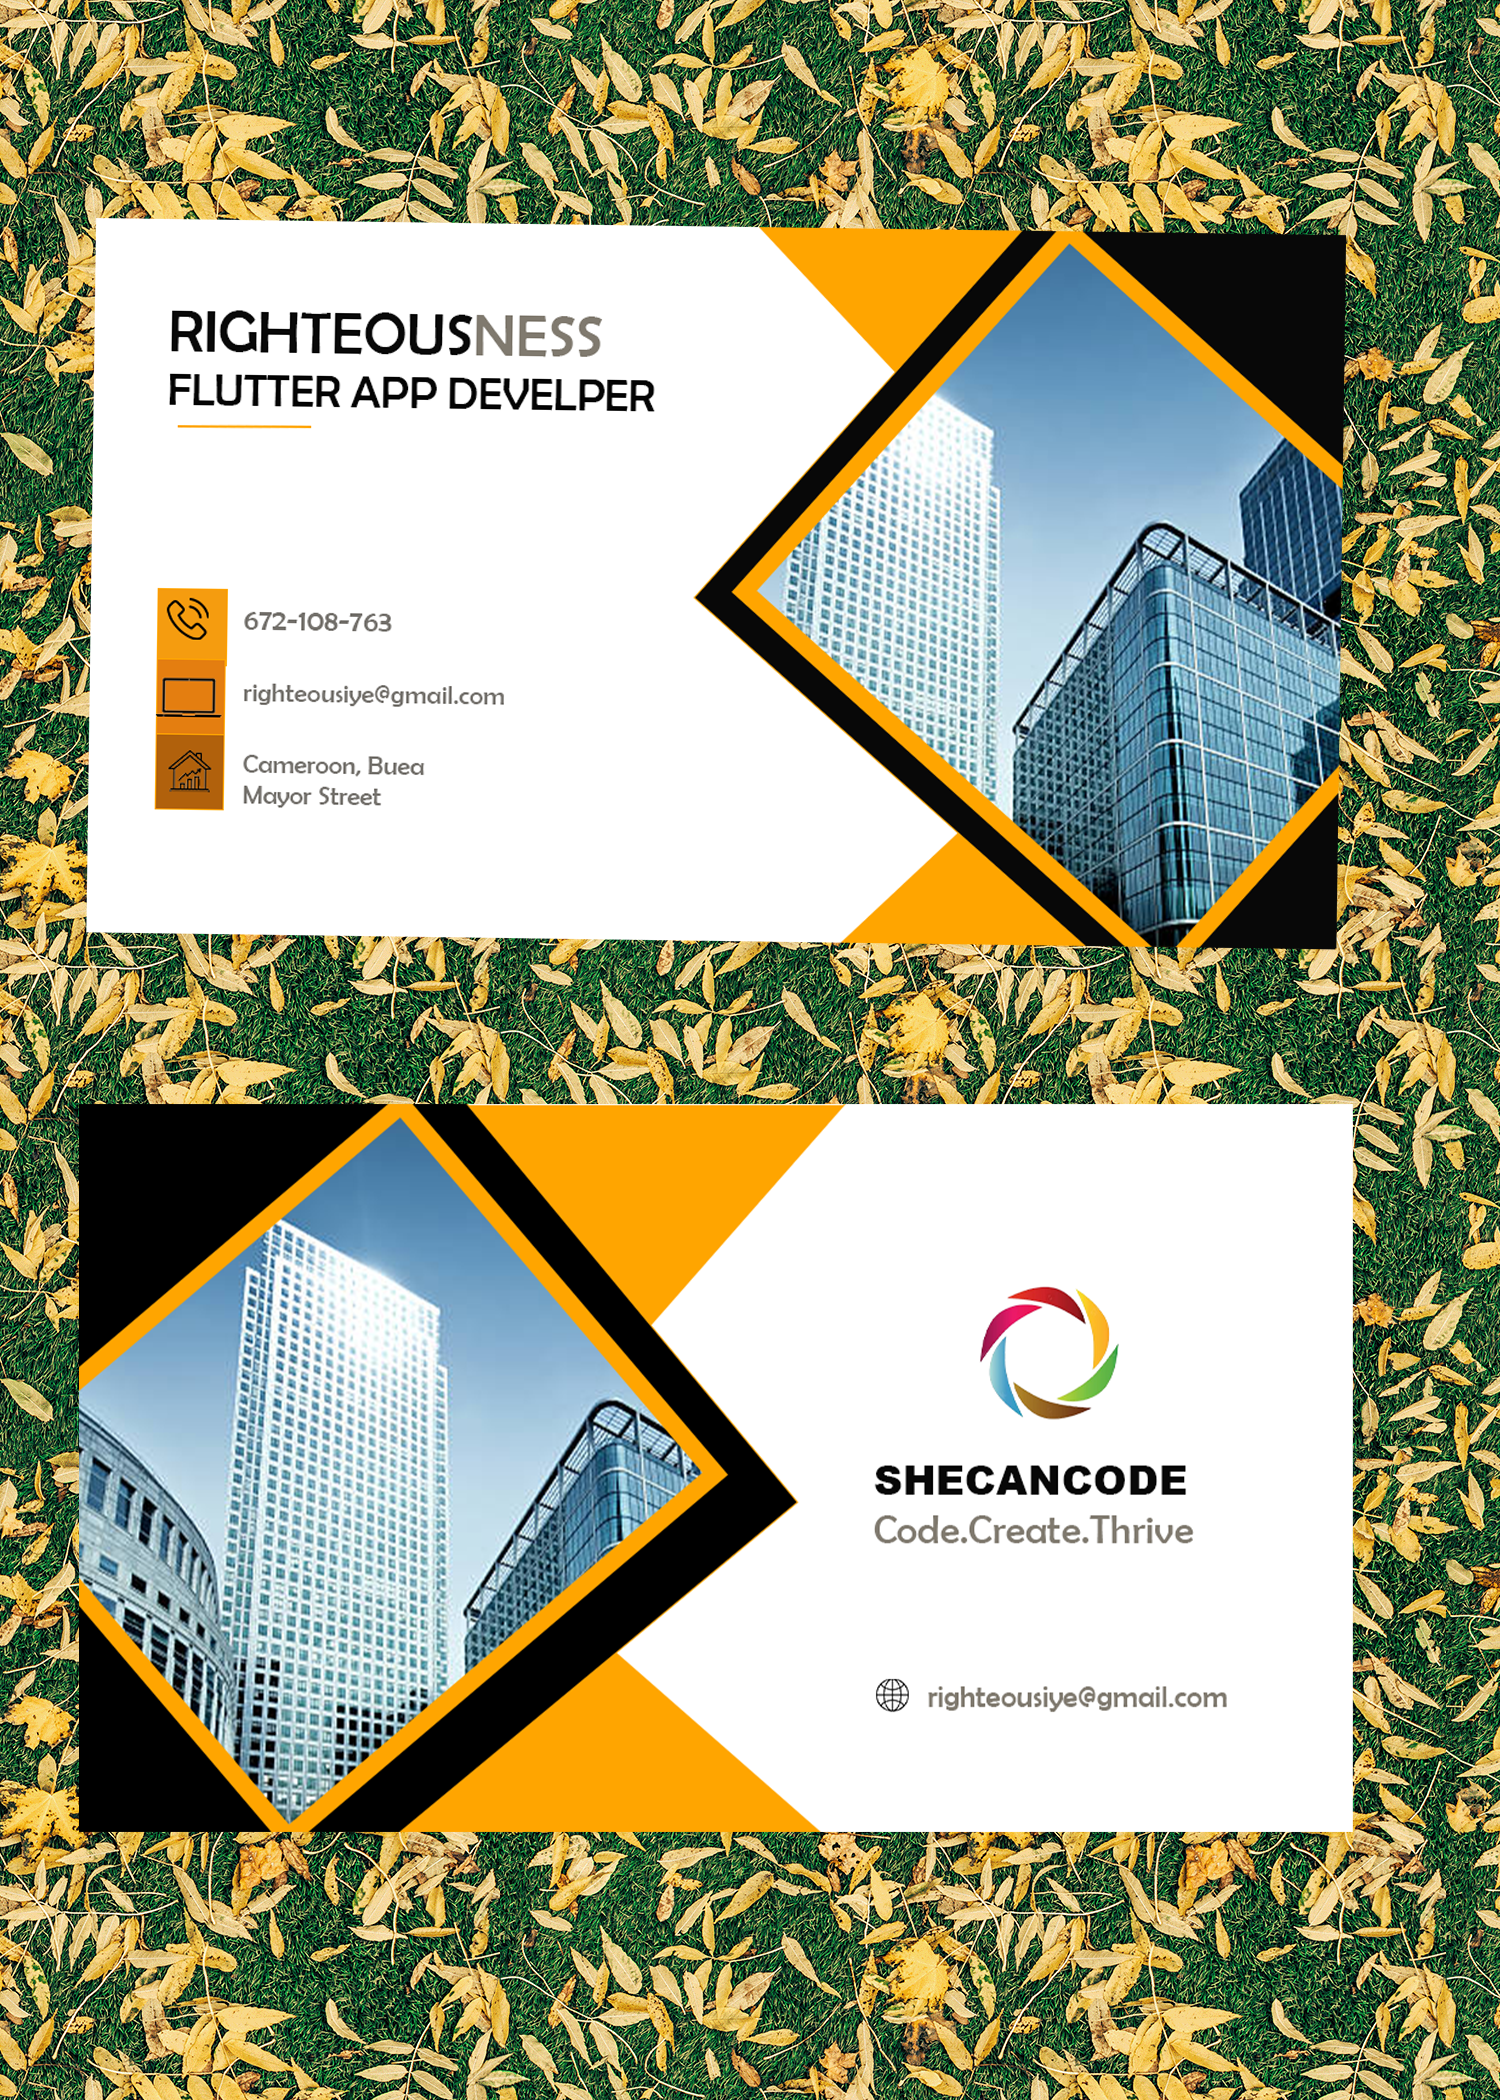 RIGHTEOUSNESS
FLUTTER APP DEVELPER
672-108-763
righteousiye@gmail.com
Cameroon, Buea
Mayor Street
SHECANCODE
Code.Create.Thrive
righteousiye@gmail.com